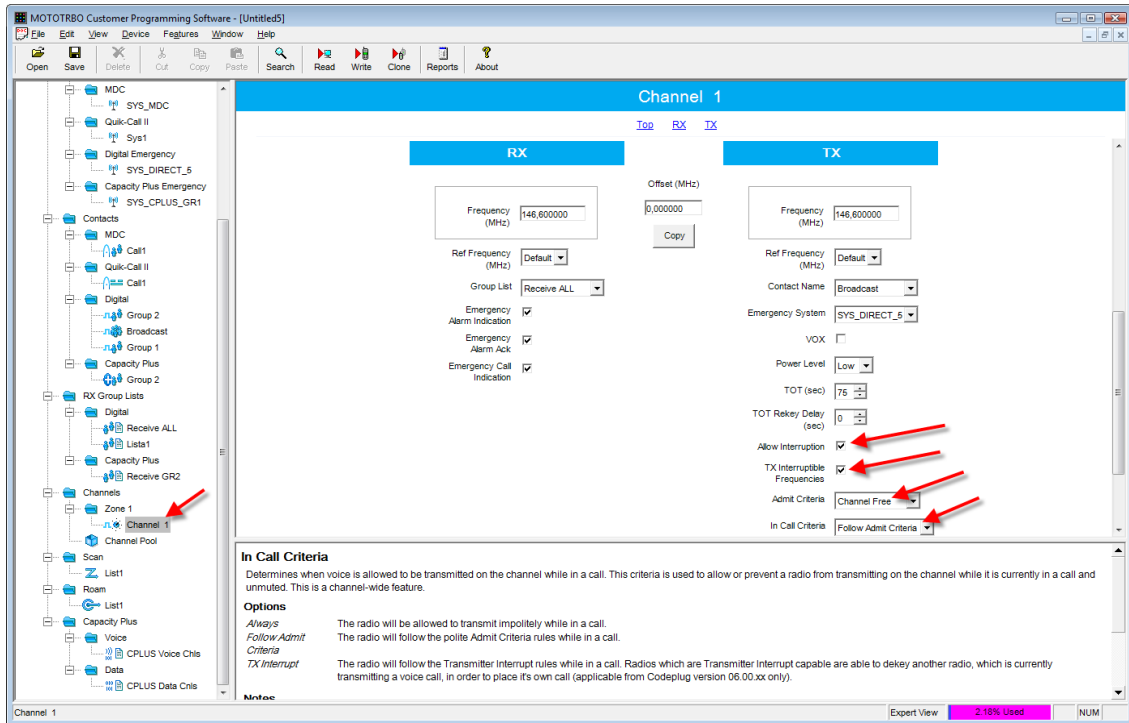 MOTOTRBO Customer Programming Software - [Untitled5]
File Edit View Device Features Window Help
Open Save Delete Cut Copy Paste Search Read Write Clone Reports About
MDC
SYS_MDC
Quik-Call II
Sys1
Digital Emergency
SYS_DIRECT_5
Capacity Plus Emergency
SYS_CPLUS_GR1
Contacts
MDC
Call1
Quik-Call II
Call1
Digital
Group 2
Broadcast
Group 1
Capacity Plus
Group 2
RX Group Lists
Digital
Receive ALL
Lista1
Capacity Plus
Receive GR2
Channels
Zone 1
Channel 1
Channel Pool
Scan
List1
Roam
List1
Capacity Plus
Voice
CPLUS Voice Chls
Data
CPLUS Data Cnls
Channel 1
Top RX TX
RX
Frequency (MHz) 146,600000
Ref Frequency (MHz) Default
Group List Receive ALL
Emergency Alarm Indication
Emergency Alarm Ack
Emergency Call Indication
Offset (MHz)
0,000000
Copy
TX
Frequency (MHz) 146,600000
Ref Frequency (MHz) Default
Contact Name Broadcast
Emergency System SYS_DIRECT_5
VOX
Power Level Low
TOT (sec) 75
TOT Rekey Delay (sec) 0
Allow Interruption
TX Interruptible Frequencies
Admit Criteria Channel Free
In Call Criteria Follow Admit Criteria
In Call Criteria
Determines when voice is allowed to be transmitted on the channel while in a call. This criteria is used to allow or prevent a radio from transmitting on the channel while it is currently in a call and
unmuted. This is a channel-wide feature.
Options
Always The radio will be allowed to transmit impolitely while in a call.
Follow Admit Criteria The radio will follow the polite Admit Criteria rules while in a call.
TX Interrupt The radio will follow the Transmitter Interrupt rules while in a call. Radios which are Transmitter Interrupt capable are able to dekey another radio, which is currently
transmitting a voice call, in order to place it's own call (applicable from Codeplug version 06.00.xx only).
Notes
Channel 1 Expert View 2.18% Used NUM